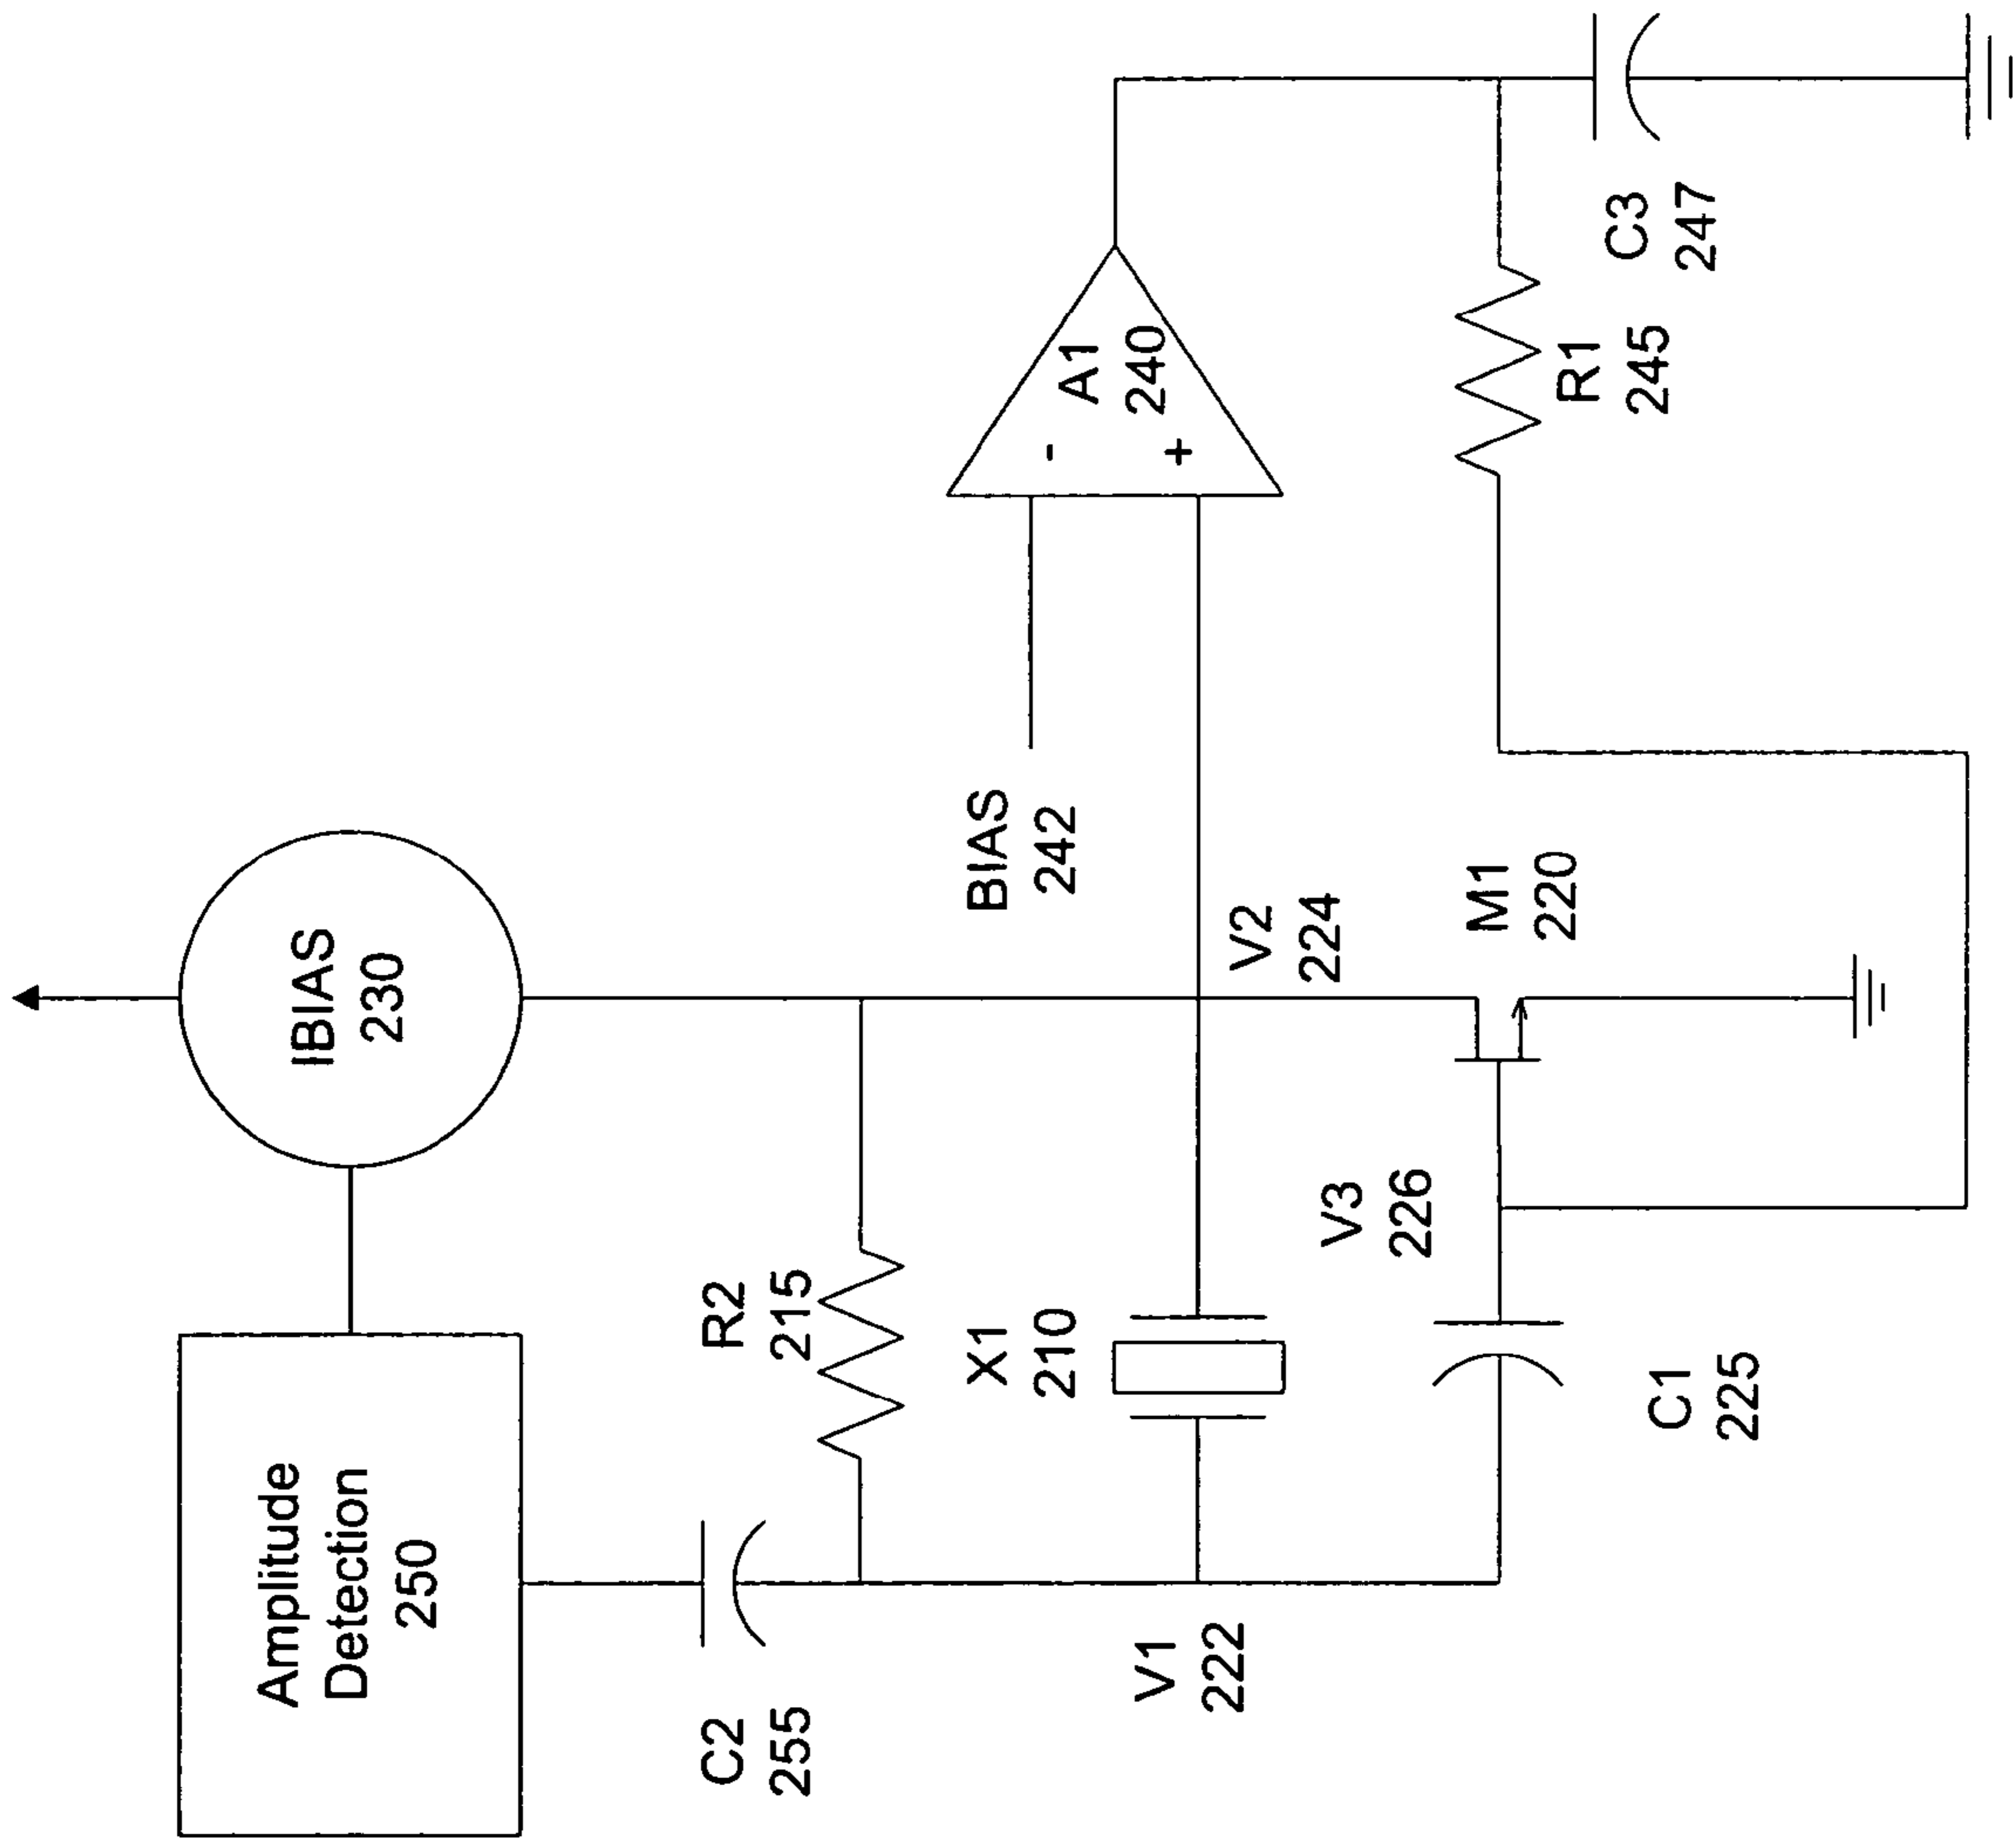 Amplitude
Detection
250
IBIAS
230
C2
255
R2
215
X1
210
V1
222
V3
226
C1
225
V2
224
M1
220
BIAS
242
-
+
A1
240
R1
245
C3
247